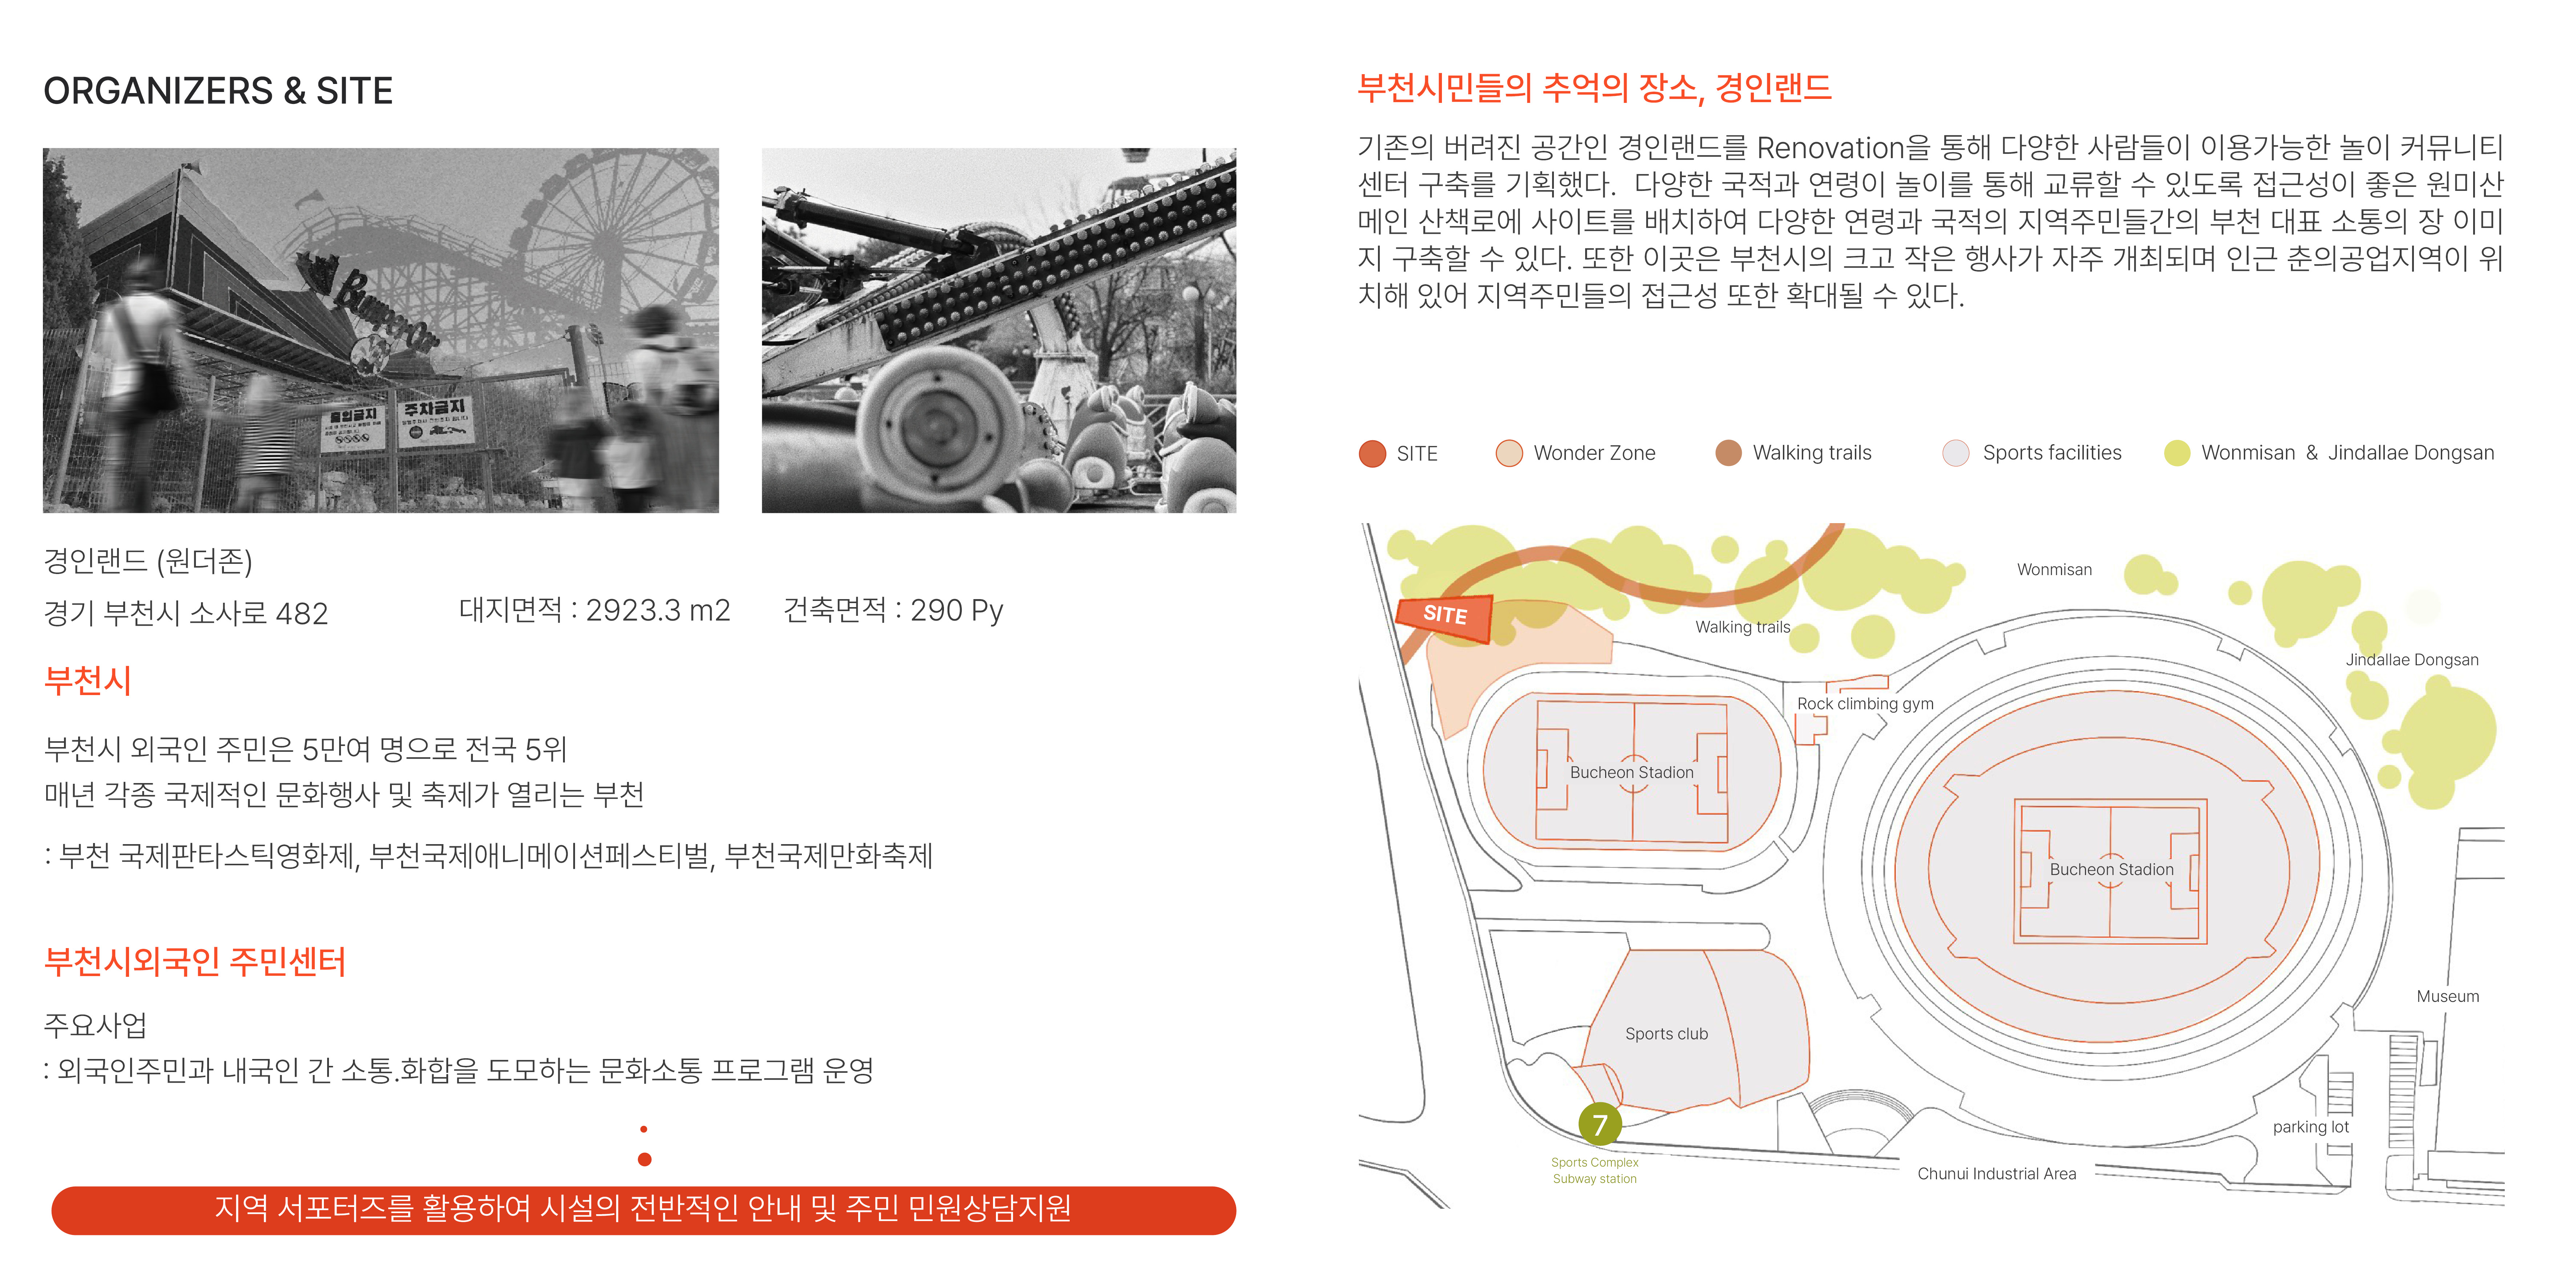 ORGANIZERS & SITE
Bumper Car
출입금지
주차금지
경인랜드 (원더존)
경기 부천시 소사로 482
대지면적 : 2923.3 m2
건축면적 : 290 Py
부천시
부천시 외국인 주민은 5만여 명으로 전국 5위
매년 각종 국제적인 문화행사 및 축제가 열리는 부천
: 부천 국제판타스틱영화제, 부천국제애니메이션페스티벌, 부천국제만화축제
부천시외국인 주민센터
주요사업
: 외국인주민과 내국인 간 소통.화합을 도모하는 문화소통 프로그램 운영
지역 서포터즈를 활용하여 시설의 전반적인 안내 및 주민 민원상담지원
부천시민들의 추억의 장소, 경인랜드
기존의 버려진 공간인 경인랜드를 Renovation을 통해 다양한 사람들이 이용가능한 놀이 커뮤니티
센터 구축를 기획했다. 다양한 국적과 연령이 놀이를 통해 교류할 수 있도록 접근성이 좋은 원미산
메인 산책로에 사이트를 배치하여 다양한 연령과 국적의 지역주민들간의 부천 대표 소통의 장 이미
지 구축할 수 있다. 또한 이곳은 부천시의 크고 작은 행사가 자주 개최되며 인근 춘의공업지역이 위
치해 있어 지역주민들의 접근성 또한 확대될 수 있다.
SITE
Wonder Zone
Walking trails
Sports facilities
Wonmisan & Jindallae Dongsan
Wonmisan
SITE
Walking trails
Jindallae Dongsan
Rock climbing gym
Bucheon Stadion
Bucheon Stadion
Museum
Sports club
7
parking lot
Sports Complex
Subway station
Chunui Industrial Area